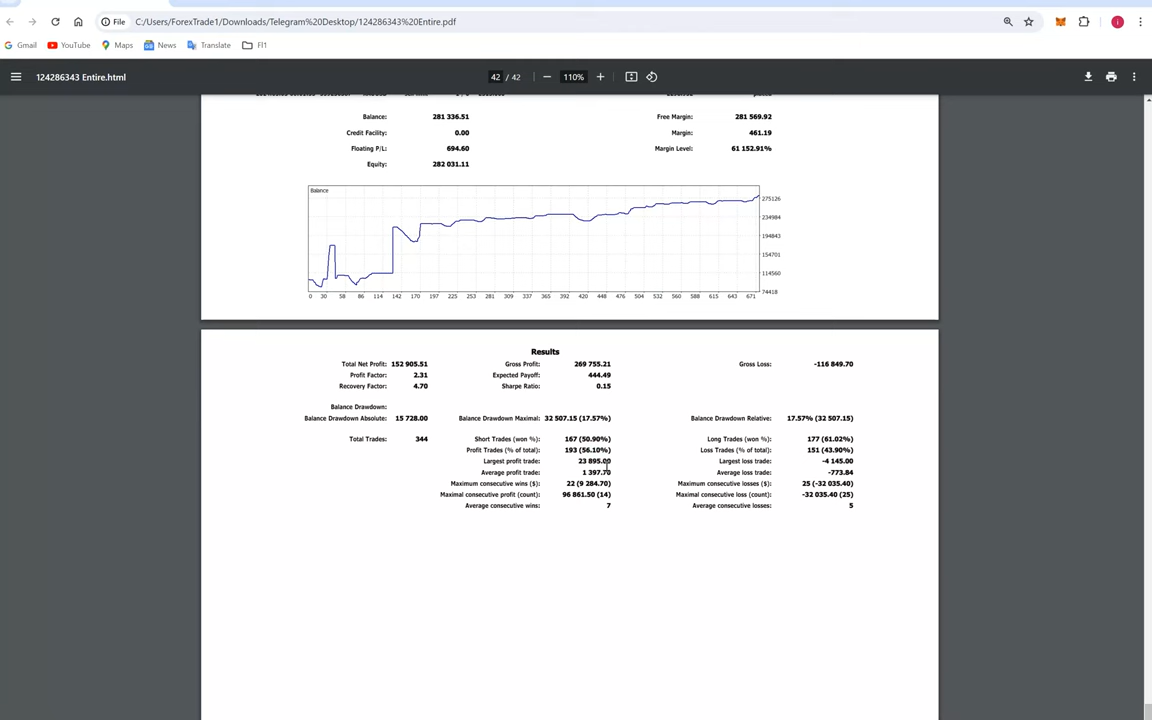 File C:/Users/ForexTrade1/Downloads/Telegram%20Desktop/124286343%20Entire.pdf
Gmail YouTube Maps News Translate FI1
124286343 Entire.html 42 / 42 110%
Balance: 281 336.51 Free Margin: 281 569.92
Credit Facility: 0.00 Margin: 461.19
Floating P/L: 694.60 Margin Level: 61 152.91%
Equity: 282 031.11
Balance
275126
234984
194843
154701
114560
74418
0 30 58 86 114 142 170 197 225 253 281 309 337 365 392 420 448 476 504 532 560 588 615 643 671
Results
Total Net Profit: 152 905.51 Gross Profit: 269 755.21 Gross Loss: -116 849.70
Profit Factor: 2.31 Expected Payoff: 444.49
Recovery Factor: 4.70 Sharpe Ratio: 0.15
Balance Drawdown:
Balance Drawdown Absolute: 15 728.00 Balance Drawdown Maximal: 32 507.15 (17.57%) Balance Drawdown Relative: 17.57% (32 507.15)
Total Trades: 344 Short Trades (won %): 167 (50.90%) Long Trades (won %): 177 (61.02%)
Profit Trades (% of total): 193 (56.10%) Loss Trades (% of total): 151 (43.90%)
Largest profit trade: 23 895.00 Largest loss trade: -4 145.00
Average profit trade: 1 397.70 Average loss trade: -773.84
Maximum consecutive wins ($): 22 (9 284.70) Maximum consecutive losses ($): 25 (-32 035.40)
Maximal consecutive profit (count): 96 861.50 (14) Maximal consecutive loss (count): -32 035.40 (25)
Average consecutive wins: 7 Average consecutive losses: 5